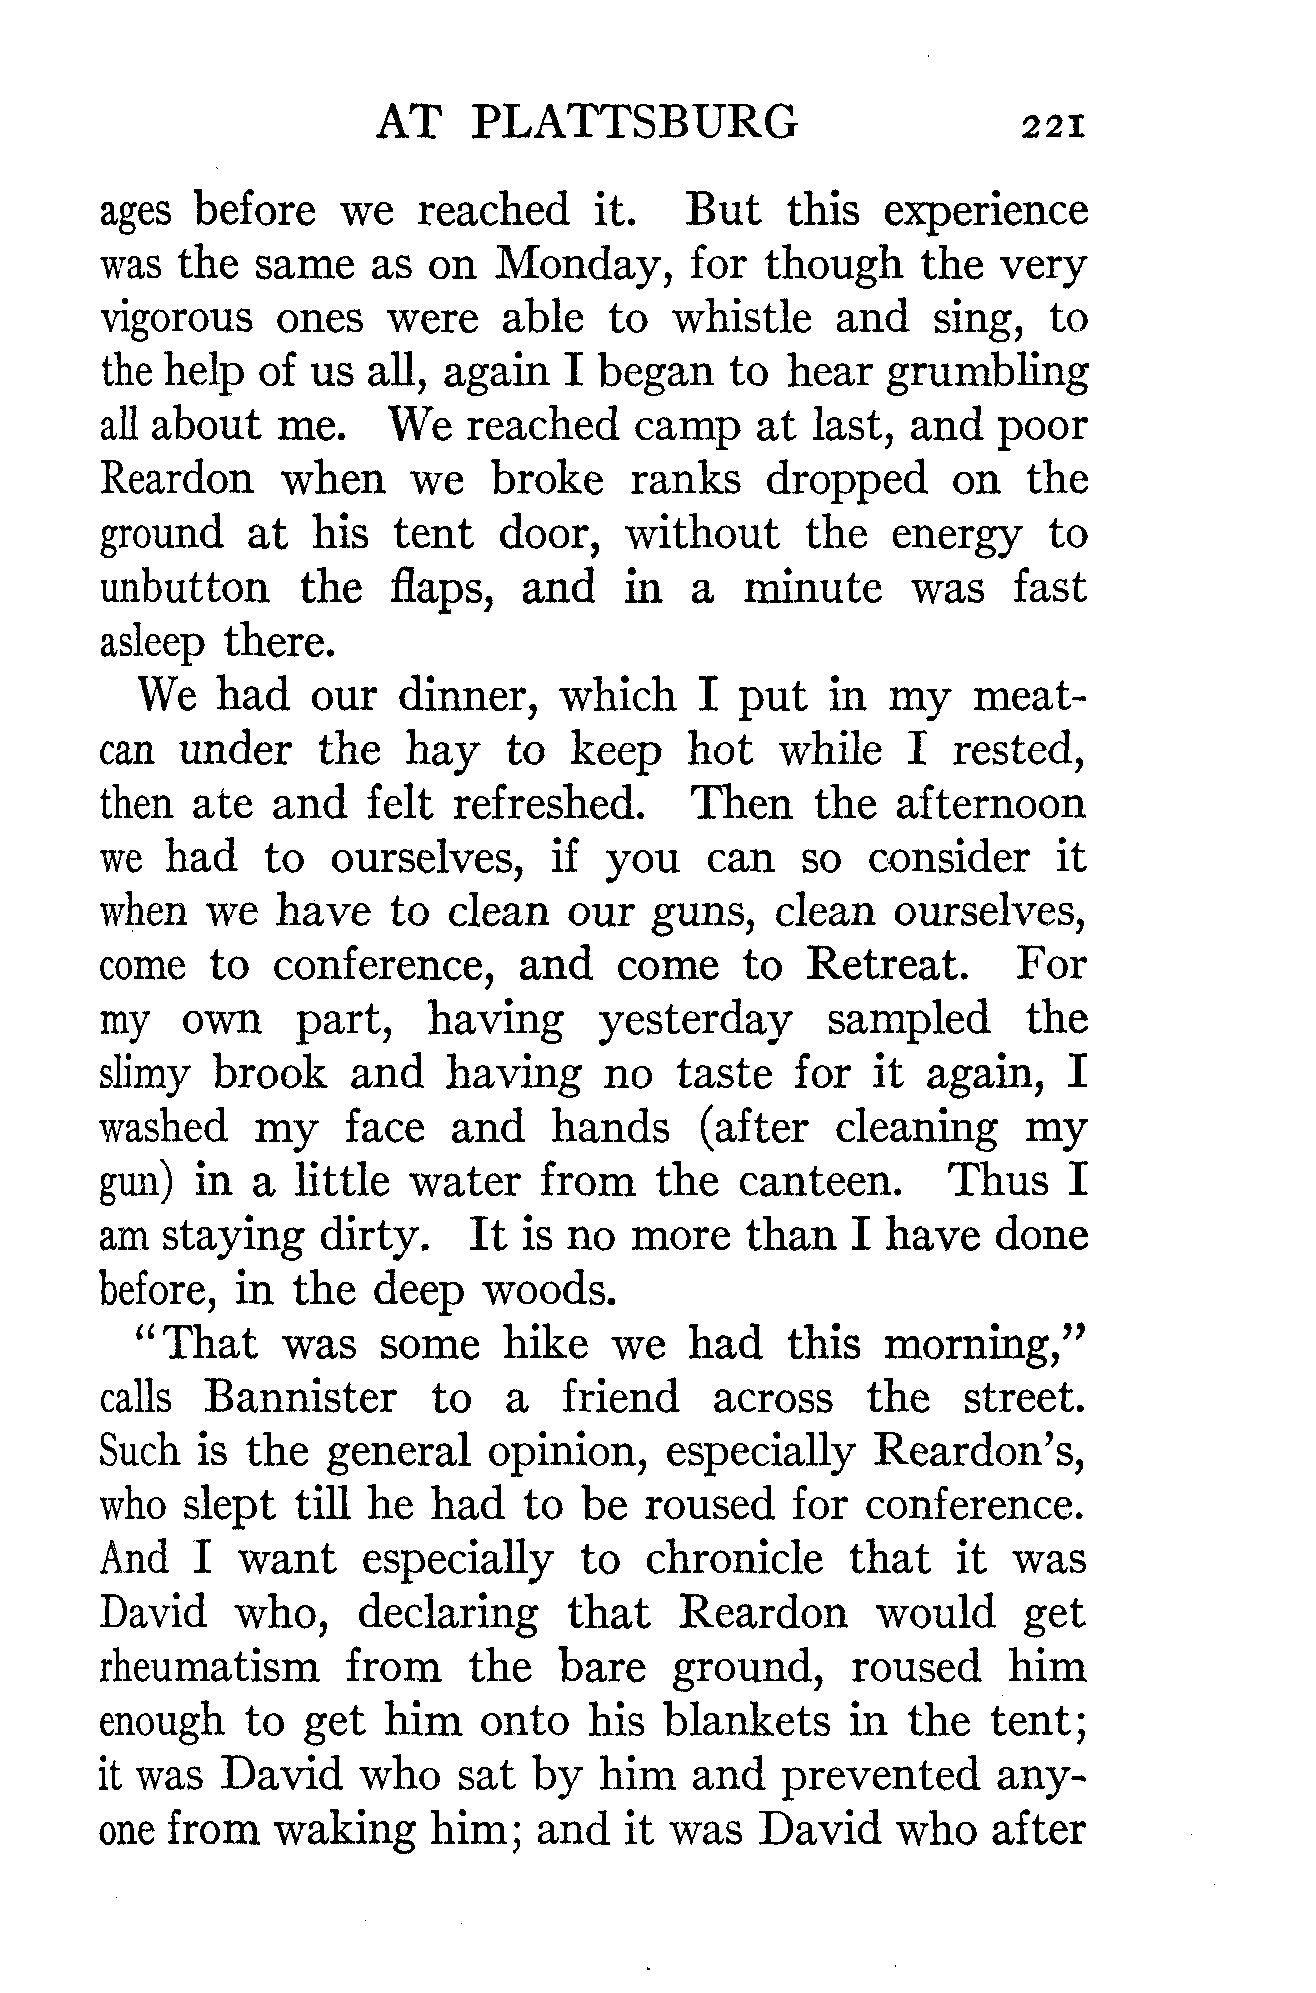 AT PLATTSBURG 221
ages before we reached it. But this experience
was the same as on Monday, for though the very
vigorous ones were able to whistle and sing, to
the help of us all, again I began to hear grumbling
all about me. We reached camp at last, and poor
Reardon when we broke ranks dropped on the
ground at his tent door, without the energy to
unbutton the flaps, and in a minute was fast
asleep there.
We had our dinner, which I put in my meat-
can under the hay to keep hot while I rested,
then ate and felt refreshed. Then the afternoon
we had to ourselves, if you can so consider it
when we have to clean our guns, clean ourselves,
come to conference, and come to Retreat. For
my own part, having yesterday sampled the
slimy brook and having no taste for it again, I
washed my face and hands (after cleaning my
gun) in a little water from the canteen. Thus I
am staying dirty. It is no more than I have done
before, in the deep woods.
“That was some hike we had this morning,”
calls Bannister to a friend across the street.
Such is the general opinion, especially Reardon's,
who slept till he had to be roused for conference.
And I want especially to chronicle that it was
David who, declaring that Reardon would get
rheumatism from the bare ground, roused him
enough to get him onto his blankets in the tent;
it was David who sat by him and prevented any-
one from waking him; and it was David who after